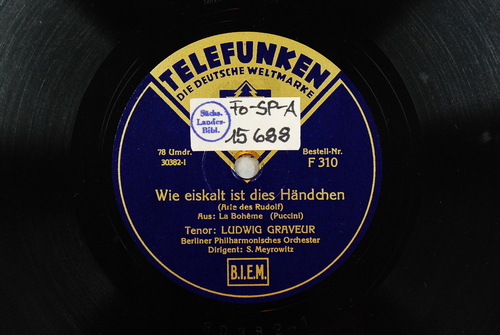 TELEFUNKEN
DIE DEUTSCHE WELTMARKE
Sächs.
Landes-
Bibl.
Fo-SP-A
15688
78 Umdr.
30382-I
Bestell-Nr.
F 310
Wie eiskalt ist dies Händchen
(Arie des Rudolf)
Aus: La Bohême (Puccini)
Tenor: LUDWIG GRAVEUR
Berliner Philharmonisches Orchester
Dirigent: S. Meyrowitz
B.I.E.M.